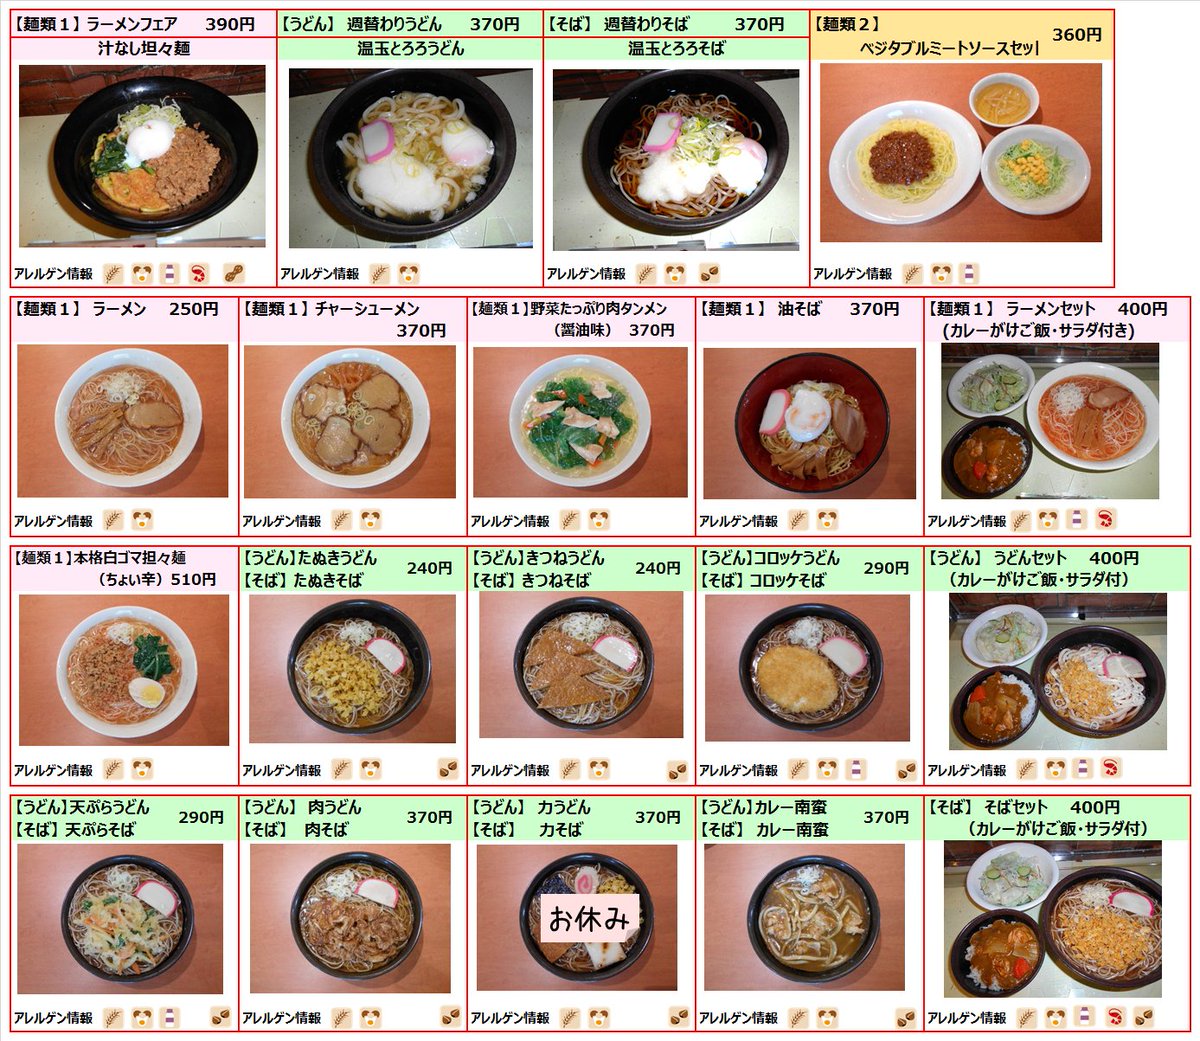 【麺類１】 ラーメンフェア 390円
汁なし坦々麺
アレルゲン情報
【うどん】 週替わりうどん 370円
温玉とろろうどん
アレルゲン情報
【そば】 週替わりそば 370円
温玉とろろそば
アレルゲン情報
【麺類２】
ベジタブルミートソースセッ
360円
アレルゲン情報
【麺類１】 ラーメン 250円
アレルゲン情報
【麺類１】 チャーシューメン
370円
アレルゲン情報
【麺類１】野菜たっぷり肉タンメン
（醤油味） 370円
アレルゲン情報
【麺類１】 油そば 370円
アレルゲン情報
【麺類１】 ラーメンセット 400円
(カレーがけご飯・サラダ付き)
アレルゲン情報
【麺類１】本格白ゴマ担々麺
（ちょい辛）510円
アレルゲン情報
【うどん】たぬきうどん
【そば】 たぬきそば
240円
アレルゲン情報
【うどん】きつねうどん
【そば】 きつねそば
240円
アレルゲン情報
【うどん】コロッケうどん
【そば】 コロッケそば
290円
アレルゲン情報
【うどん】 うどんセット 400円
（カレーがけご飯・サラダ付）
アレルゲン情報
【うどん】天ぷらうどん
【そば】 天ぷらそば
290円
アレルゲン情報
【うどん】 肉うどん
【そば】 肉そば
370円
アレルゲン情報
【うどん】 力うどん
【そば】 力そば
370円
お休み
アレルゲン情報
【うどん】カレー南蛮
【そば】 カレー南蛮
370円
アレルゲン情報
【そば】 そばセット 400円
（カレーがけご飯・サラダ付）
アレルゲン情報